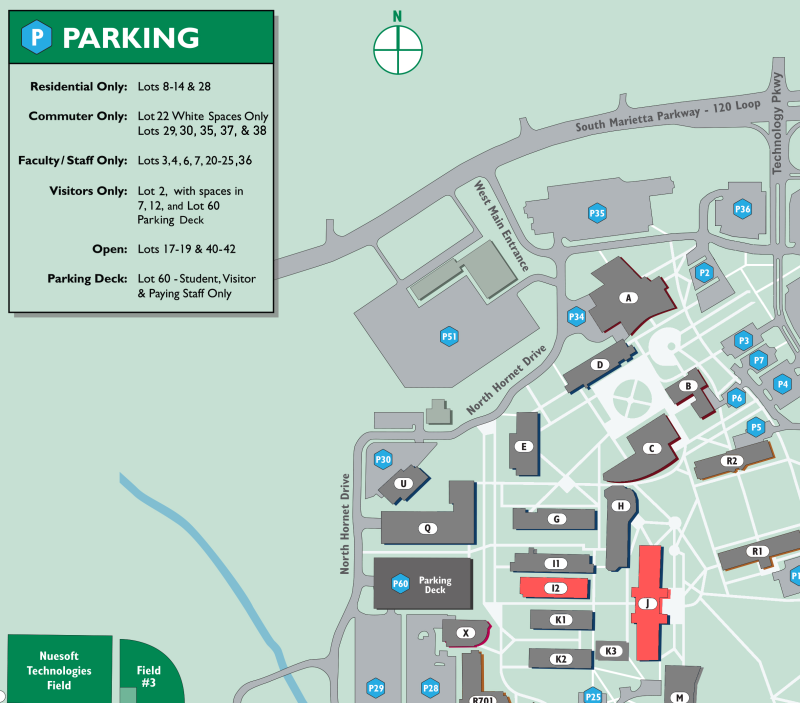 P PARKING
Residential Only: Lots 8-14 & 28
Commuter Only: Lot 22 White Spaces Only
Lots 29, 30, 35, 37, & 38
Faculty/Staff Only: Lots 3, 4, 6, 7, 20-25, 36
Visitors Only: Lot 2, with spaces in
7, 12, and Lot 60
Parking Deck
Open: Lots 17-19 & 40-42
Parking Deck: Lot 60 - Student, Visitor
& Paying Staff Only
N
South Marietta Parkway - 120 Loop
Technology Pkwy
West Main Entrance
P35
P36
P2
A
P34
P51
P3
P7
D
P4
B
P6
North Hornet Drive
P5
E
C
R2
P30
U
North Hornet Drive
H
Q
G
R1
I1
P60
Parking
Deck
I2
P1
J
K1
X
K3
K2
Nuesoft
Technologies
Field
Field
#3
P29
P28
R701
P25
M